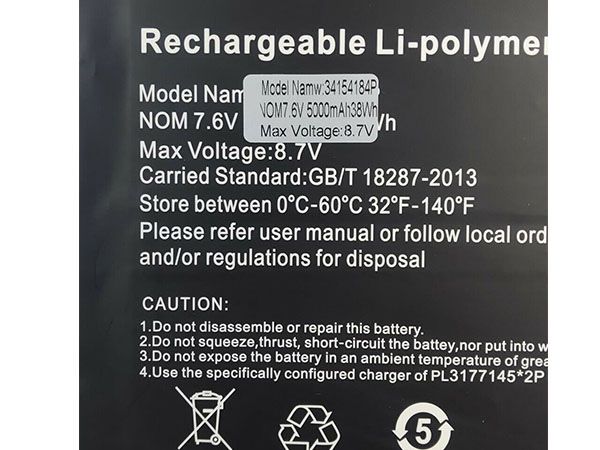 Rechargeable Li-polymer
Model Nam
Model Namw:34154184P
NOM 7.6V
NOM7.6V 5000mAh38Wh
Wh
Max Voltage:8.7V
Max Voltage:8.7V
Carried Standard:GB/T 18287-2013
Store between 0°C-60°C 32°F-140°F
Please refer user manual or follow local ord
and/or regulations for disposal
CAUTION:
1.Do not disassemble or repair this battery.
2.Do not squeeze,thrust, short-circuit the battey,nor put into w
3.Do not expose the battery in an ambient temperature of grea
4.Use the specifically configured charger of PL3177145*2P
5